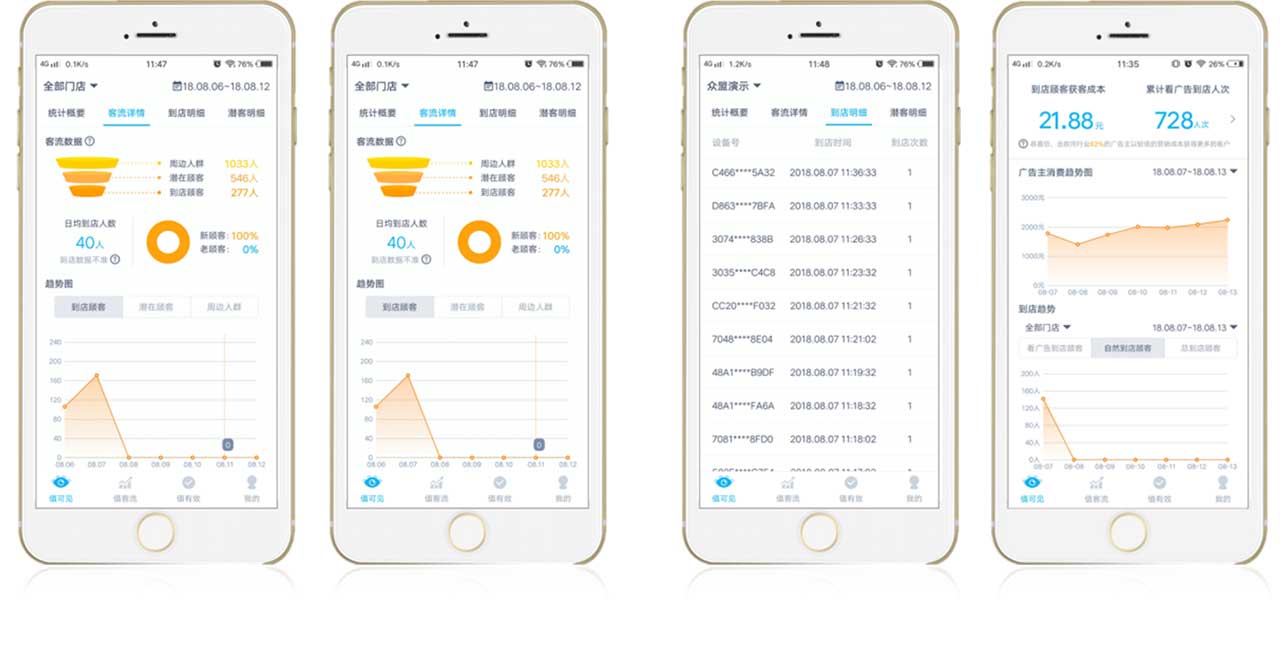 4G 0.1K/s 11:47 76%
全部门店 18.08.06~18.08.12
统计概要 客流详情 到店明细 潜客明细
客流数据 ?
周边人群 1033人
潜在顾客 546人
到店顾客 277人
日均到店人数
40人
到店数据不准 ?
新顾客: 100%
老顾客: 0%
趋势图
到店顾客 潜在顾客 周边人群
240
200
160
120
80
40
0
0
08.06 08.07 08.08 08.09 08.10 08.11 08.12
值可见 值客流 值有效 我的
4G 0.1K/s 11:47 76%
全部门店 18.08.06~18.08.12
统计概要 客流详情 到店明细 潜客明细
客流数据 ?
周边人群 1033人
潜在顾客 546人
到店顾客 277人
日均到店人数
40人
到店数据不准 ?
新顾客: 100%
老顾客: 0%
趋势图
到店顾客 潜在顾客 周边人群
240
200
160
120
80
40
0
0
08.06 08.07 08.08 08.09 08.10 08.11 08.12
值可见 值客流 值有效 我的
4G 1.2K/s 11:48 76%
众盟演示 18.08.06~18.08.12
统计概要 客流详情 到店明细 潜客明细
设备号 到店时间 到店次数
C466****5A32 2018.08.07 11:36:33 1
D863****7BFA 2018.08.07 11:33:33 1
3074****838B 2018.08.07 11:26:33 1
3035****C4C8 2018.08.07 11:23:32 1
CC20****F032 2018.08.07 11:21:32 1
7048****8E04 2018.08.07 11:21:02 1
48A1****B9DF 2018.08.07 11:19:32 1
48A1****FA6A 2018.08.07 11:18:32 1
7081****8FD0 2018.08.07 11:18:02 1
值可见 值客流 值有效 我的
4G 0.2K/s 11:35 26%
到店顾客获客成本 累计看广告到店人次
21.88元 728人次
广告主消费趋势图 18.08.07~18.08.13
3000元
2000元
1000元
0元
08-07 08-08 08-09 08-10 08-11 08-12 08-13
到店趋势
全部门店 18.08.07~18.08.13
看广告到店顾客 自然到店顾客 总到店顾客
200人
160人
120人
80人
40人
0人
08-07 08-08 08-09 08-10 08-11 08-12 08-13
值可见 值客流 值有效 我的